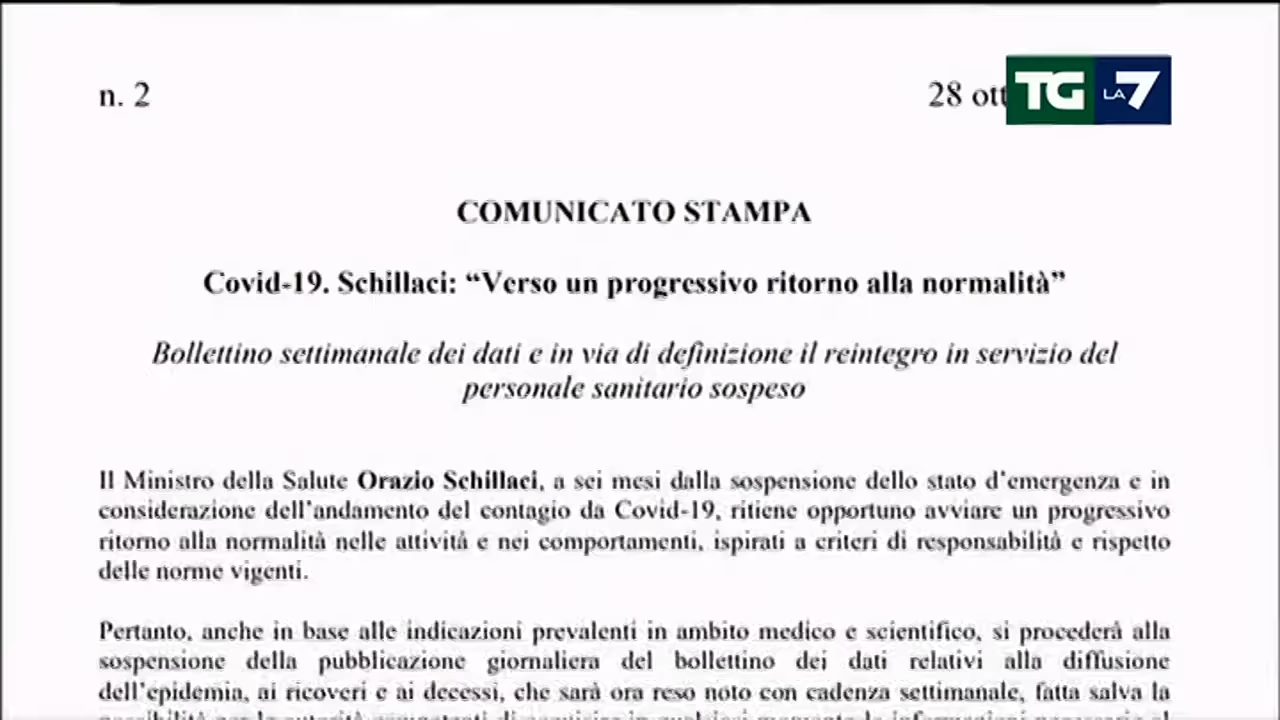 n. 2
28 ott
TG LA7
COMUNICATO STAMPA
Covid-19. Schillaci: “Verso un progressivo ritorno alla normalità”
Bollettino settimanale dei dati e in via di definizione il reintegro in servizio del
personale sanitario sospeso
Il Ministro della Salute Orazio Schillaci, a sei mesi dalla sospensione dello stato d’emergenza e in
considerazione dell’andamento del contagio da Covid-19, ritiene opportuno avviare un progressivo
ritorno alla normalità nelle attività e nei comportamenti, ispirati a criteri di responsabilità e rispetto
delle norme vigenti.
Pertanto, anche in base alle indicazioni prevalenti in ambito medico e scientifico, si procederà alla
sospensione della pubblicazione giornaliera del bollettino dei dati relativi alla diffusione
dell’epidemia, ai ricoveri e ai decessi, che sarà ora reso noto con cadenza settimanale, fatta salva la